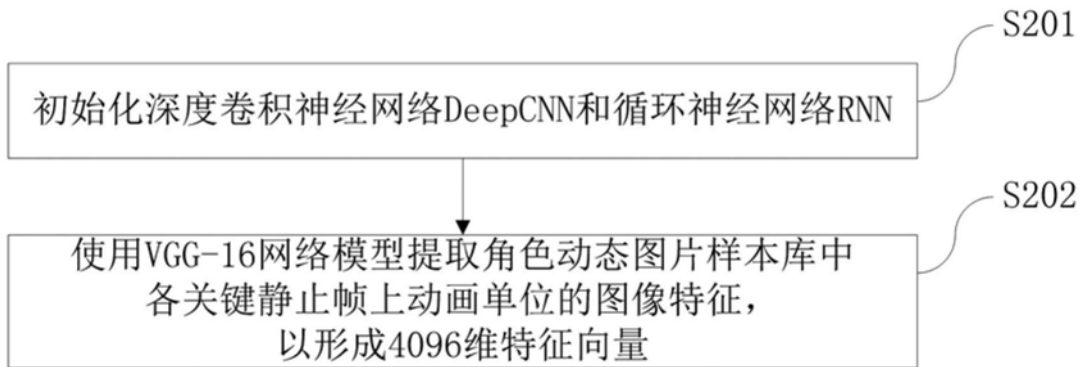 S201
初始化深度卷积神经网络DeepCNN和循环神经网络RNN
S202
使用VGG-16网络模型提取角色动态图片样本库中
各关键静止帧上动画单位的图像特征,
以形成4096维特征向量